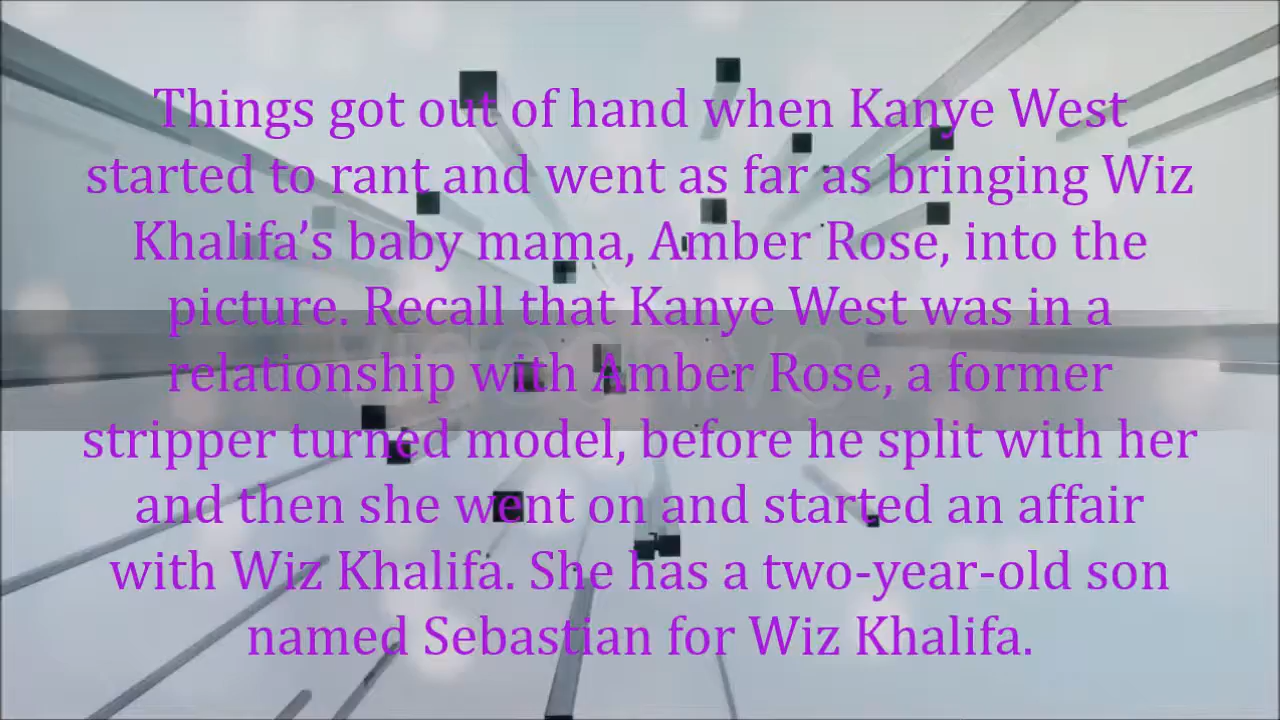 Things got out of hand when Kanye West
started to rant and went as far as bringing Wiz
Khalifa’s baby mama, Amber Rose, into the
picture. Recall that Kanye West was in a
relationship with Amber Rose, a former
stripper turned model, before he split with her
and then she went on and started an affair
with Wiz Khalifa. She has a two-year-old son
named Sebastian for Wiz Khalifa.